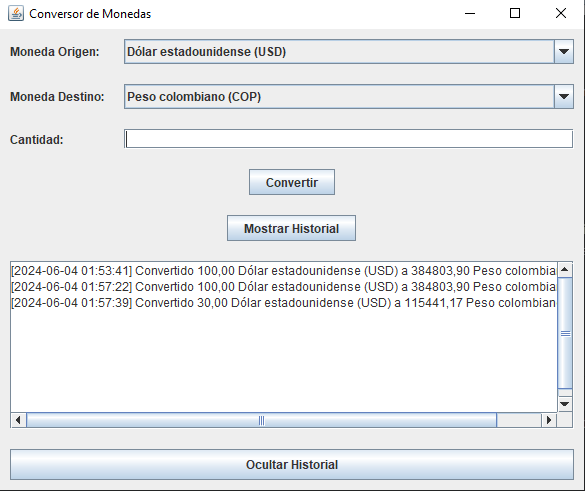 Conversor de Monedas
Moneda Origen: Dólar estadounidense (USD)
Moneda Destino: Peso colombiano (COP)
Cantidad:
Convertir
Mostrar Historial
[2024-06-04 01:53:41] Convertido 100,00 Dólar estadounidense (USD) a 384803,90 Peso
[2024-06-04 01:57:22] Convertido 100,00 Dólar estadounidense (USD) a 384803,90 Peso
[2024-06-04 01:57:39] Convertido 30,00 Dólar estadounidense (USD) a 115441,17 Peso colombian
Ocultar Historial